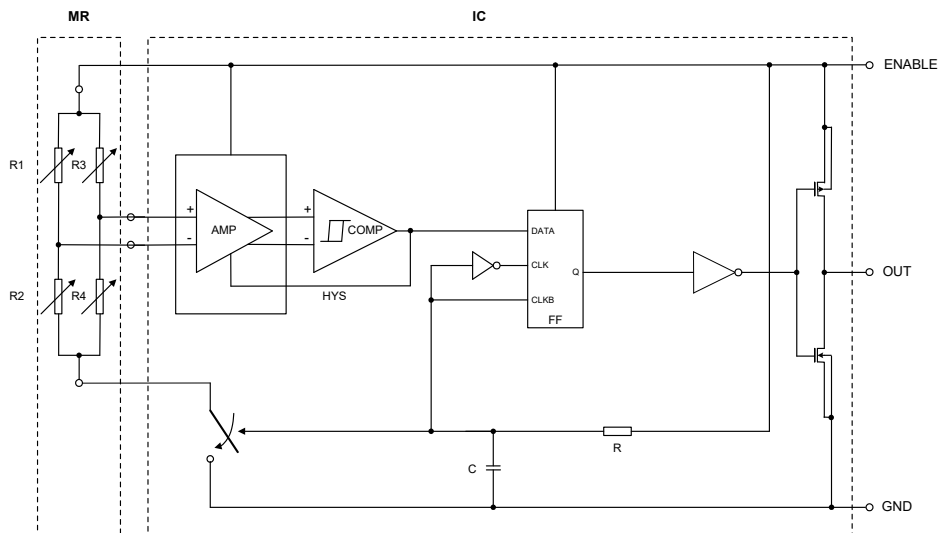 MR
IC
ENABLE
R1
R3
+
-
AMP
+
-
COMP
DATA
CLK
Q
CLKB
FF
HYS
OUT
R2
R4
R
C
GND